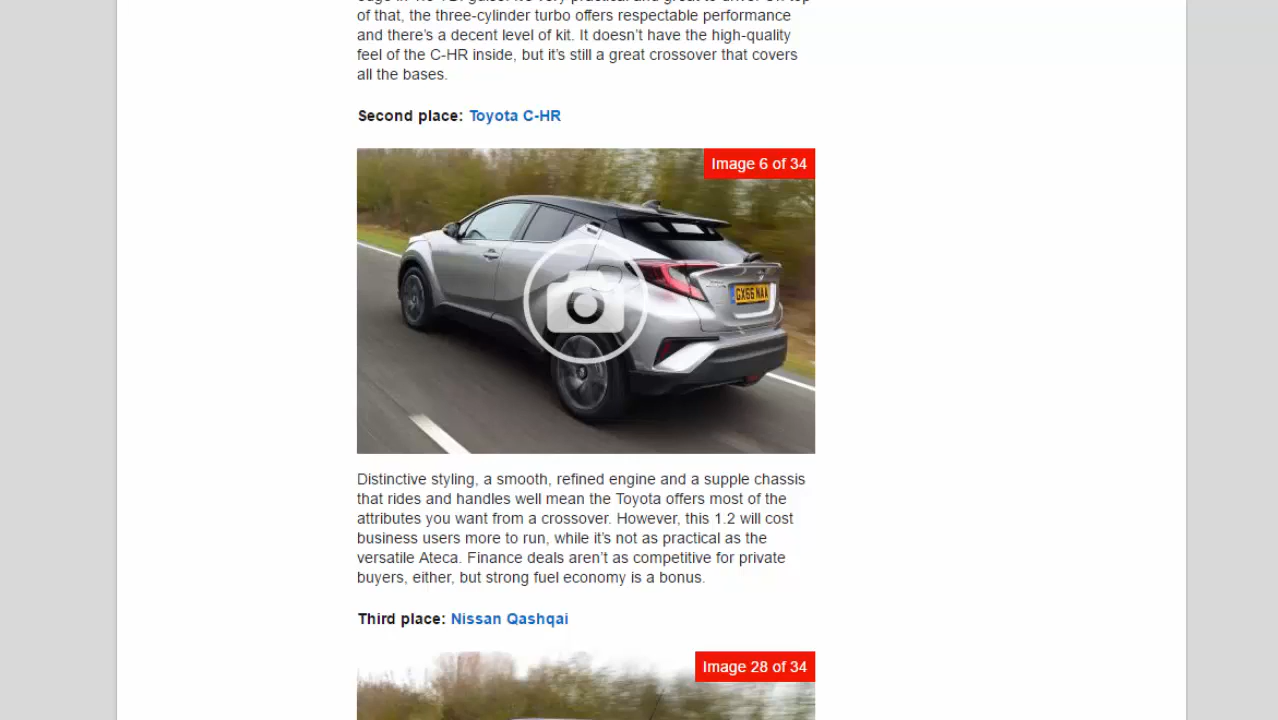 of that, the three-cylinder turbo offers respectable performance
and there's a decent level of kit. It doesn't have the high-quality
feel of the C-HR inside, but it's still a great crossover that covers
all the bases.
Second place: Toyota C-HR
Image 6 of 34
GX66 NAA
Distinctive styling, a smooth, refined engine and a supple chassis
that rides and handles well mean the Toyota offers most of the
attributes you want from a crossover. However, this 1.2 will cost
business users more to run, while it's not as practical as the
versatile Ateca. Finance deals aren't as competitive for private
buyers, either, but strong fuel economy is a bonus.
Third place: Nissan Qashqai
Image 28 of 34